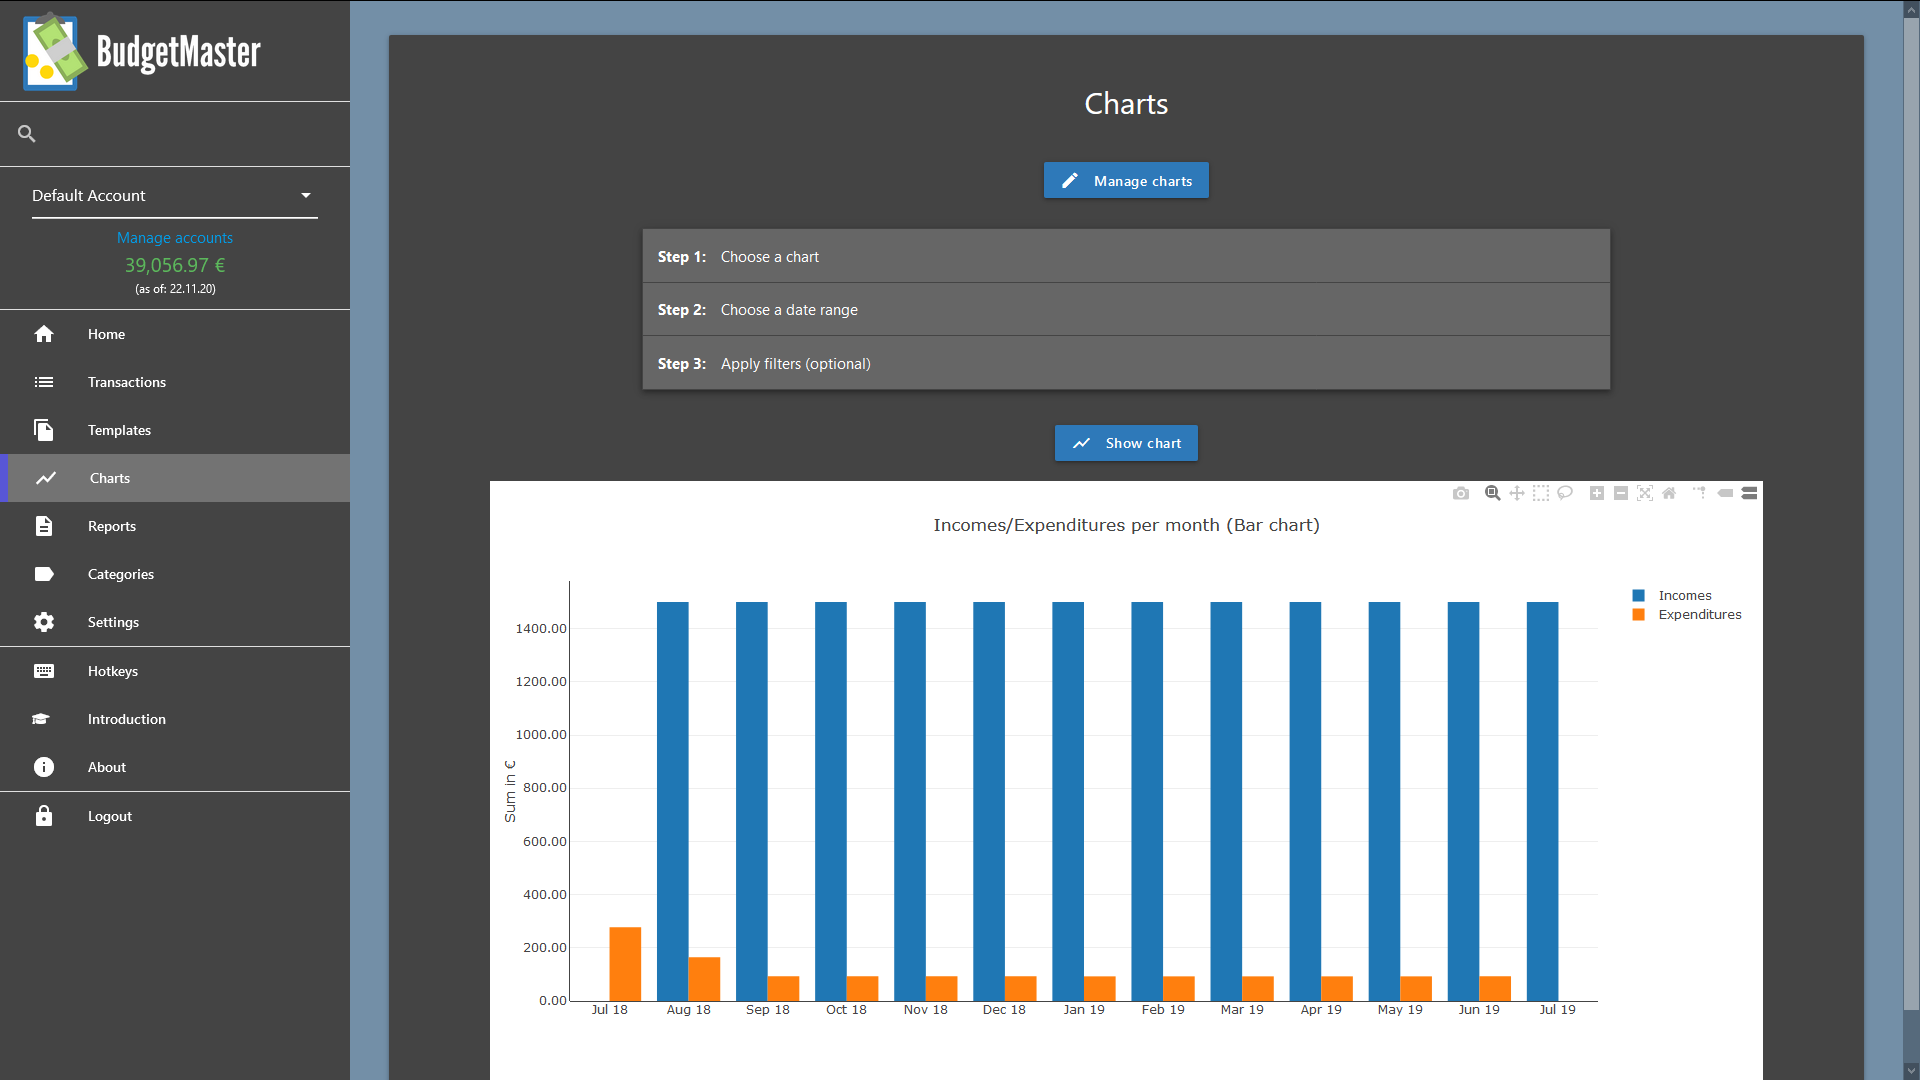 BudgetMaster
Default Account
Manage accounts
39,056.97 €
(as of: 22.11.20)
Home
Transactions
Templates
Charts
Reports
Categories
Settings
Hotkeys
Introduction
About
Logout
Charts
Manage charts
Step 1: Choose a chart
Step 2: Choose a date range
Step 3: Apply filters (optional)
Show chart
Incomes/Expenditures per month (Bar chart)
Incomes
Expenditures
Sum in €
1400.00
1200.00
1000.00
800.00
600.00
400.00
200.00
0.00
Jul 18 Aug 18 Sep 18 Oct 18 Nov 18 Dec 18 Jan 19 Feb 19 Mar 19 Apr 19 May 19 Jun 19 Jul 19